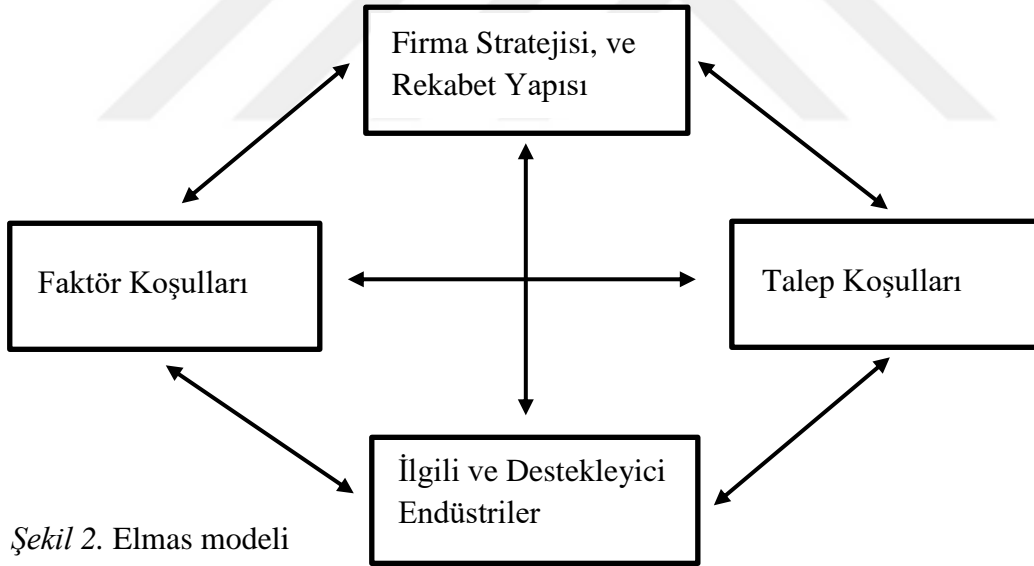 Firma Stratejisi, ve
Rekabet Yapısı
Faktör Koşulları
Talep Koşulları
İlgili ve Destekleyici
Endüstriler
Şekil 2. Elmas modeli